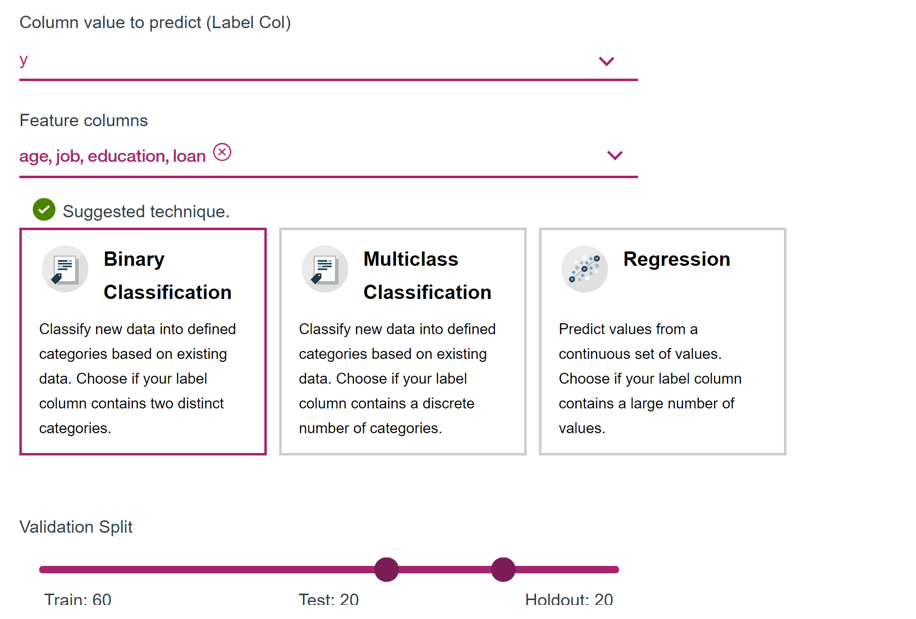 Column value to predict (Label Col)
y
Feature columns
age, job, education, loan
Suggested technique.
Binary
Classification
Classify new data into defined
categories based on existing
data. Choose if your label
column contains two distinct
categories.
Multiclass
Classification
Classify new data into defined
categories based on existing
data. Choose if your label
column contains a discrete
number of categories.
Regression
Predict values from a
continuous set of values.
Choose if your label column
contains a large number of
values.
Validation Split
Train: 60 Test: 20 Holdout: 20